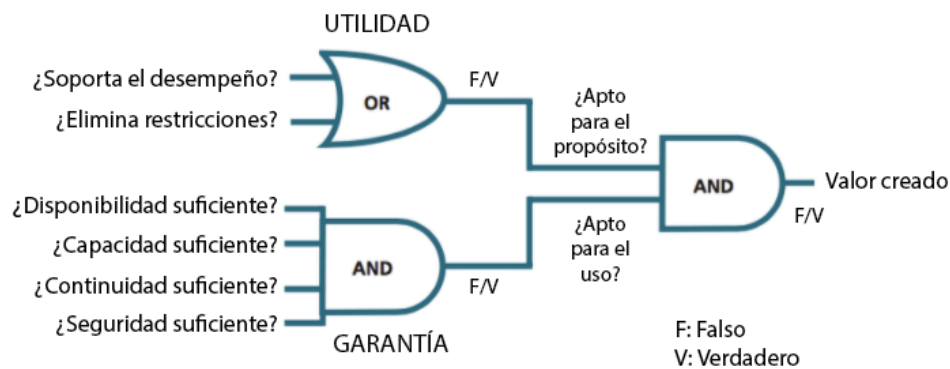 UTILIDAD
¿Soporta el desempeño?
¿Elimina restricciones?
OR
F/V
¿Apto
para el
propósito?
¿Disponibilidad suficiente?
¿Capacidad suficiente?
¿Continuidad suficiente?
¿Seguridad suficiente?
AND
F/V
GARANTÍA
¿Apto
para el
uso?
AND
Valor creado
F/V
F: Falso
V: Verdadero